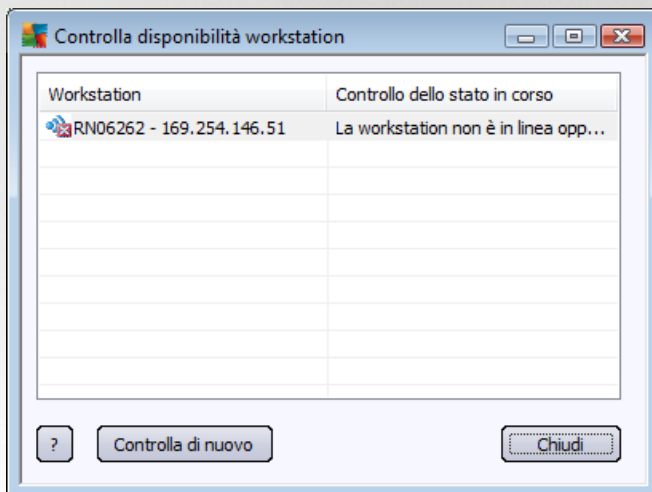 Controlla disponibilità workstation
Workstation Controllo dello stato in corso
RN06262 - 169.254.146.51 La workstation non è in linea opp...
? Controlla di nuovo Chiudi